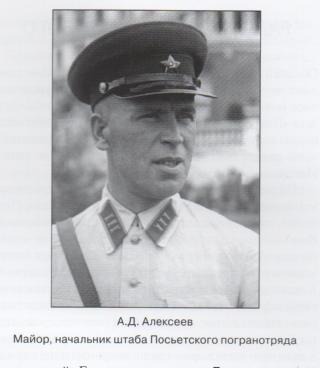 А.Д. Алексеев
Майор, начальник штаба Посьетского погранотряда